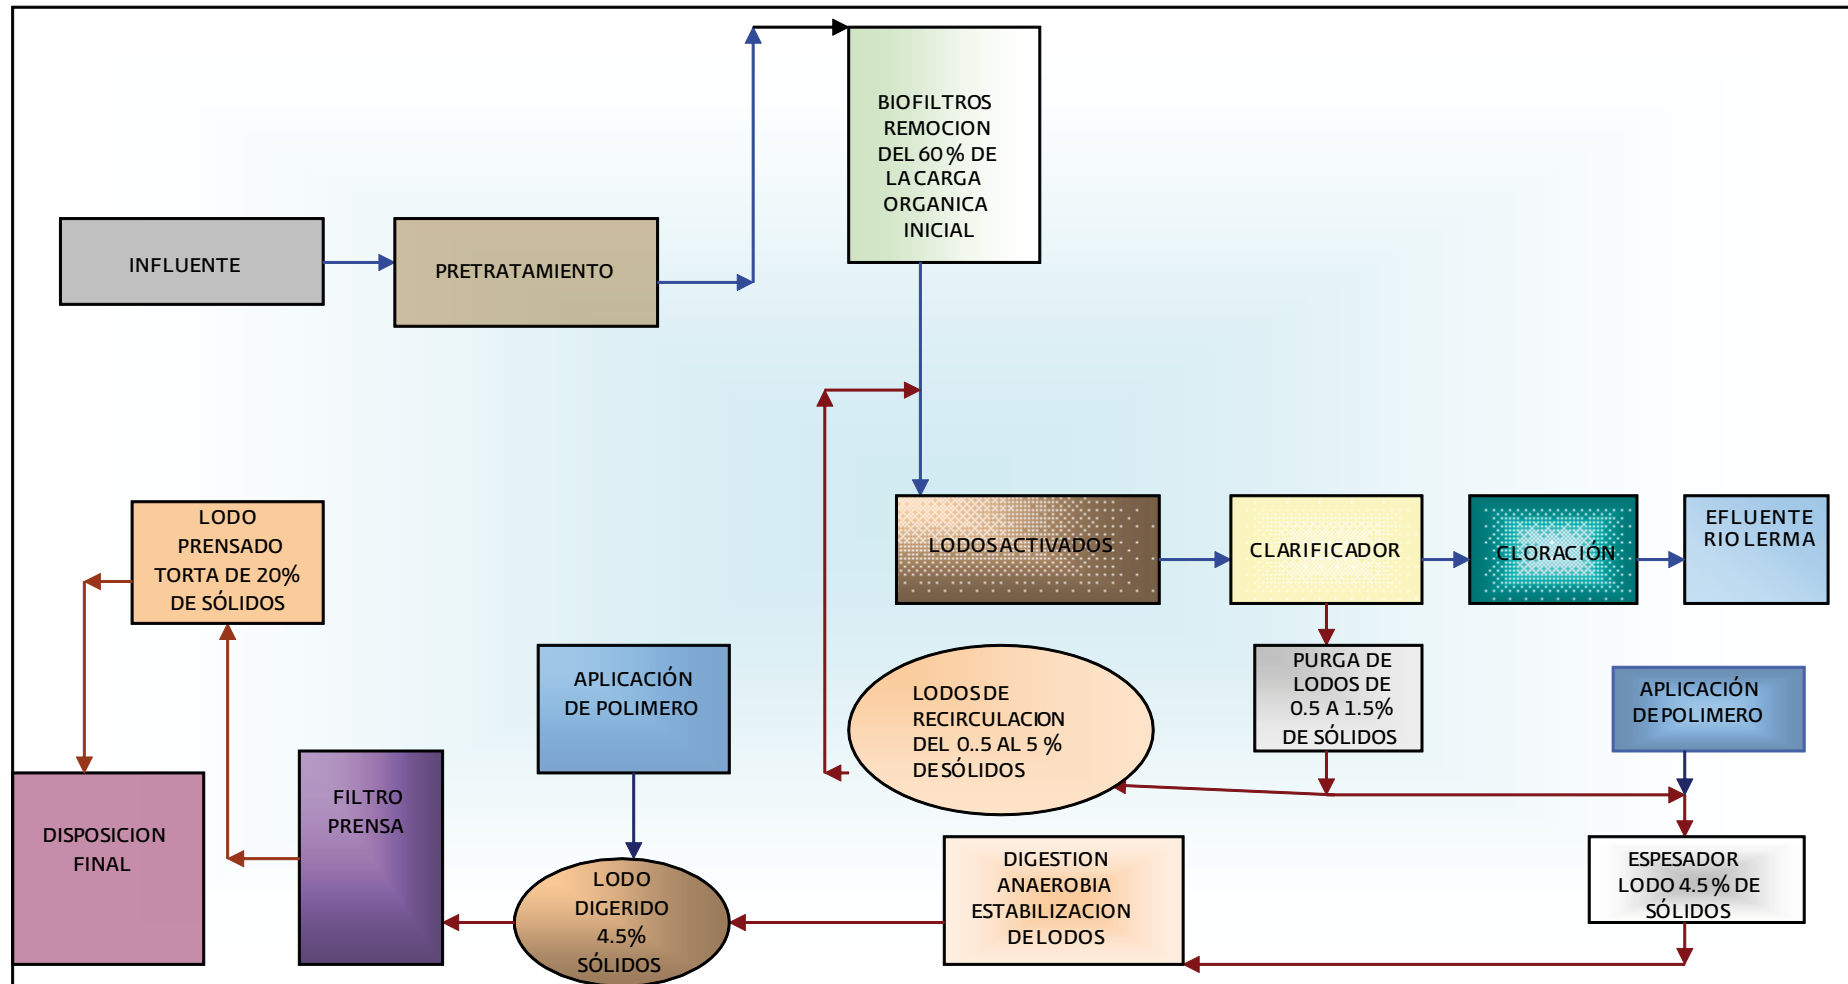 BIOFILTROS
REMOCION
DEL 60% DE
LA CARGA
ORGANICA
INICIAL
INFLUENTE
PRETRATAMIENTO
LODO
PRENSADO
TORTA DE 20%
DE SÓLIDOS
LODOS ACTIVADOS
CLARIFICADOR
CLORACIÓN
EFLUENTE
RIO LERMA
APLICACIÓN
DE POLIMERO
LODOS DE
RECIRCULACION
DEL 0..5 AL 5 %
DE SÓLIDOS
PURGA DE
LODOS DE
0.5 A 1.5%
DE SÓLIDOS
APLICACIÓN
DE POLIMERO
DISPOSICION
FINAL
FILTRO
PRENSA
LODO
DIGERIDO
4.5%
SÓLIDOS
DIGESTION
ANAEROBIA
ESTABILIZACION
DE LODOS
ESPESADOR
LODO 4.5% DE
SÓLIDOS